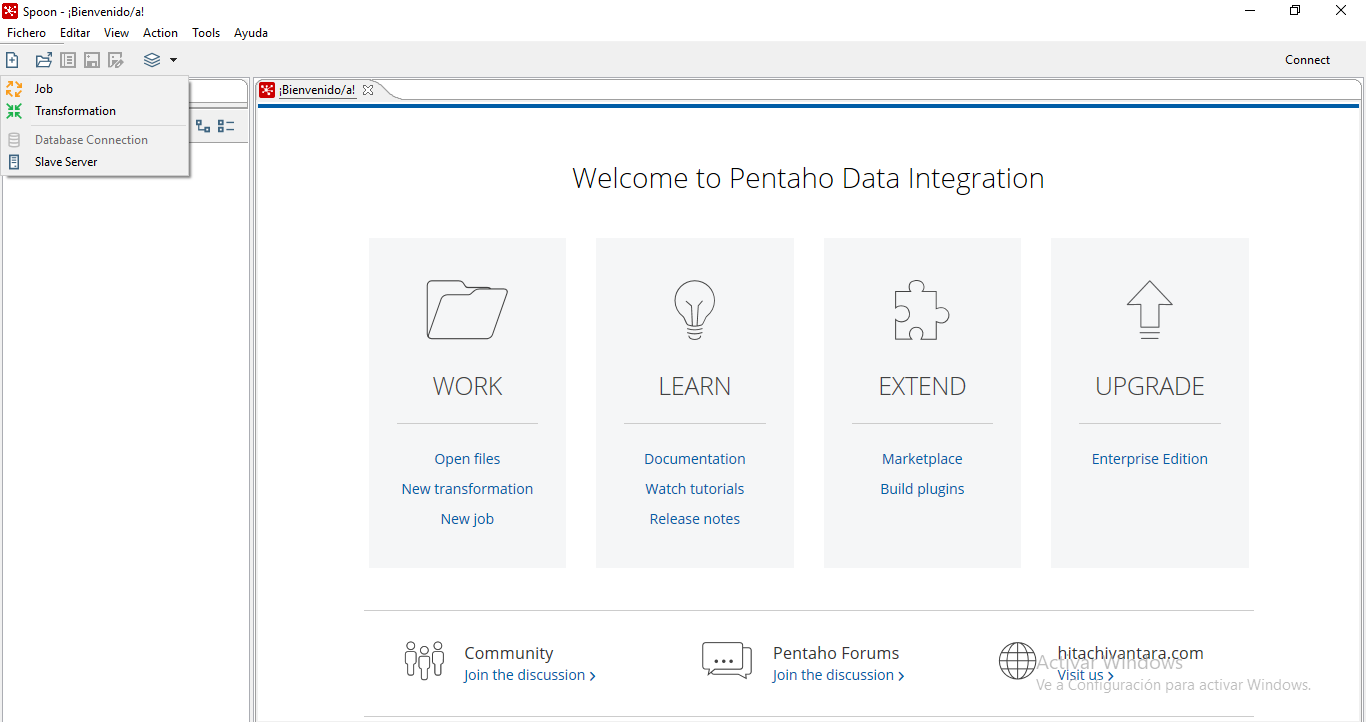 Spoon - ¡Bienvenido/a!
Fichero Editar View Action Tools Ayuda
Connect
Job
Transformation
Database Connection
Slave Server
¡Bienvenido/a!
Welcome to Pentaho Data Integration
WORK
Open files
New transformation
New job
LEARN
Documentation
Watch tutorials
Release notes
EXTEND
Marketplace
Build plugins
UPGRADE
Enterprise Edition
Community
Join the discussion >
Pentaho Forums
Join the discussion >
hitachivantara.com
Visit us >
Activar Windows
Ve a Configuración para activar Windows.